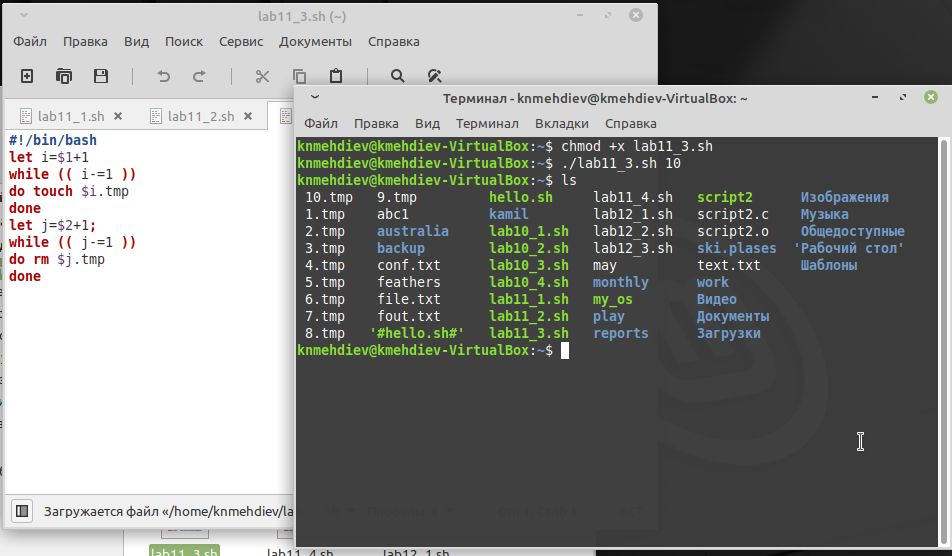 lab11_3.sh (~)
Файл Правка Вид Поиск Сервис Документы Справка
lab11_1.sh
lab11_2.sh
#!/bin/bash
let i=$1+1
while (( i-=1 ))
do touch $i.tmp
done
let j=$2+1;
while (( j-=1 ))
do rm $j.tmp
done
Загружается файл «/home/knmehdiev/la
lab11_3.sh lab11_4.sh lab12_1.sh
Терминал - knmehdiev@kmehdiev-VirtualBox: ~
Файл Правка Вид Терминал Вкладки Справка
knmehdiev@kmehdiev-VirtualBox:~$ chmod +x lab11_3.sh
knmehdiev@kmehdiev-VirtualBox:~$ ./lab11_3.sh 10
knmehdiev@kmehdiev-VirtualBox:~$ ls
10.tmp 9.tmp hello.sh lab11_4.sh script2 Изображения
1.tmp abc1 kamil lab12_1.sh script2.c Музыка
2.tmp australia lab10_1.sh lab12_2.sh script2.o Общедоступные
3.tmp backup lab10_2.sh lab12_3.sh ski.plases 'Рабочий стол'
4.tmp conf.txt lab10_3.sh may text.txt Шаблоны
5.tmp feathers lab10_4.sh monthly work
6.tmp file.txt lab11_1.sh my_os Видео
7.tmp fout.txt lab11_2.sh play Документы
8.tmp '#hello.sh#' lab11_3.sh reports Загрузки
knmehdiev@kmehdiev-VirtualBox:~$